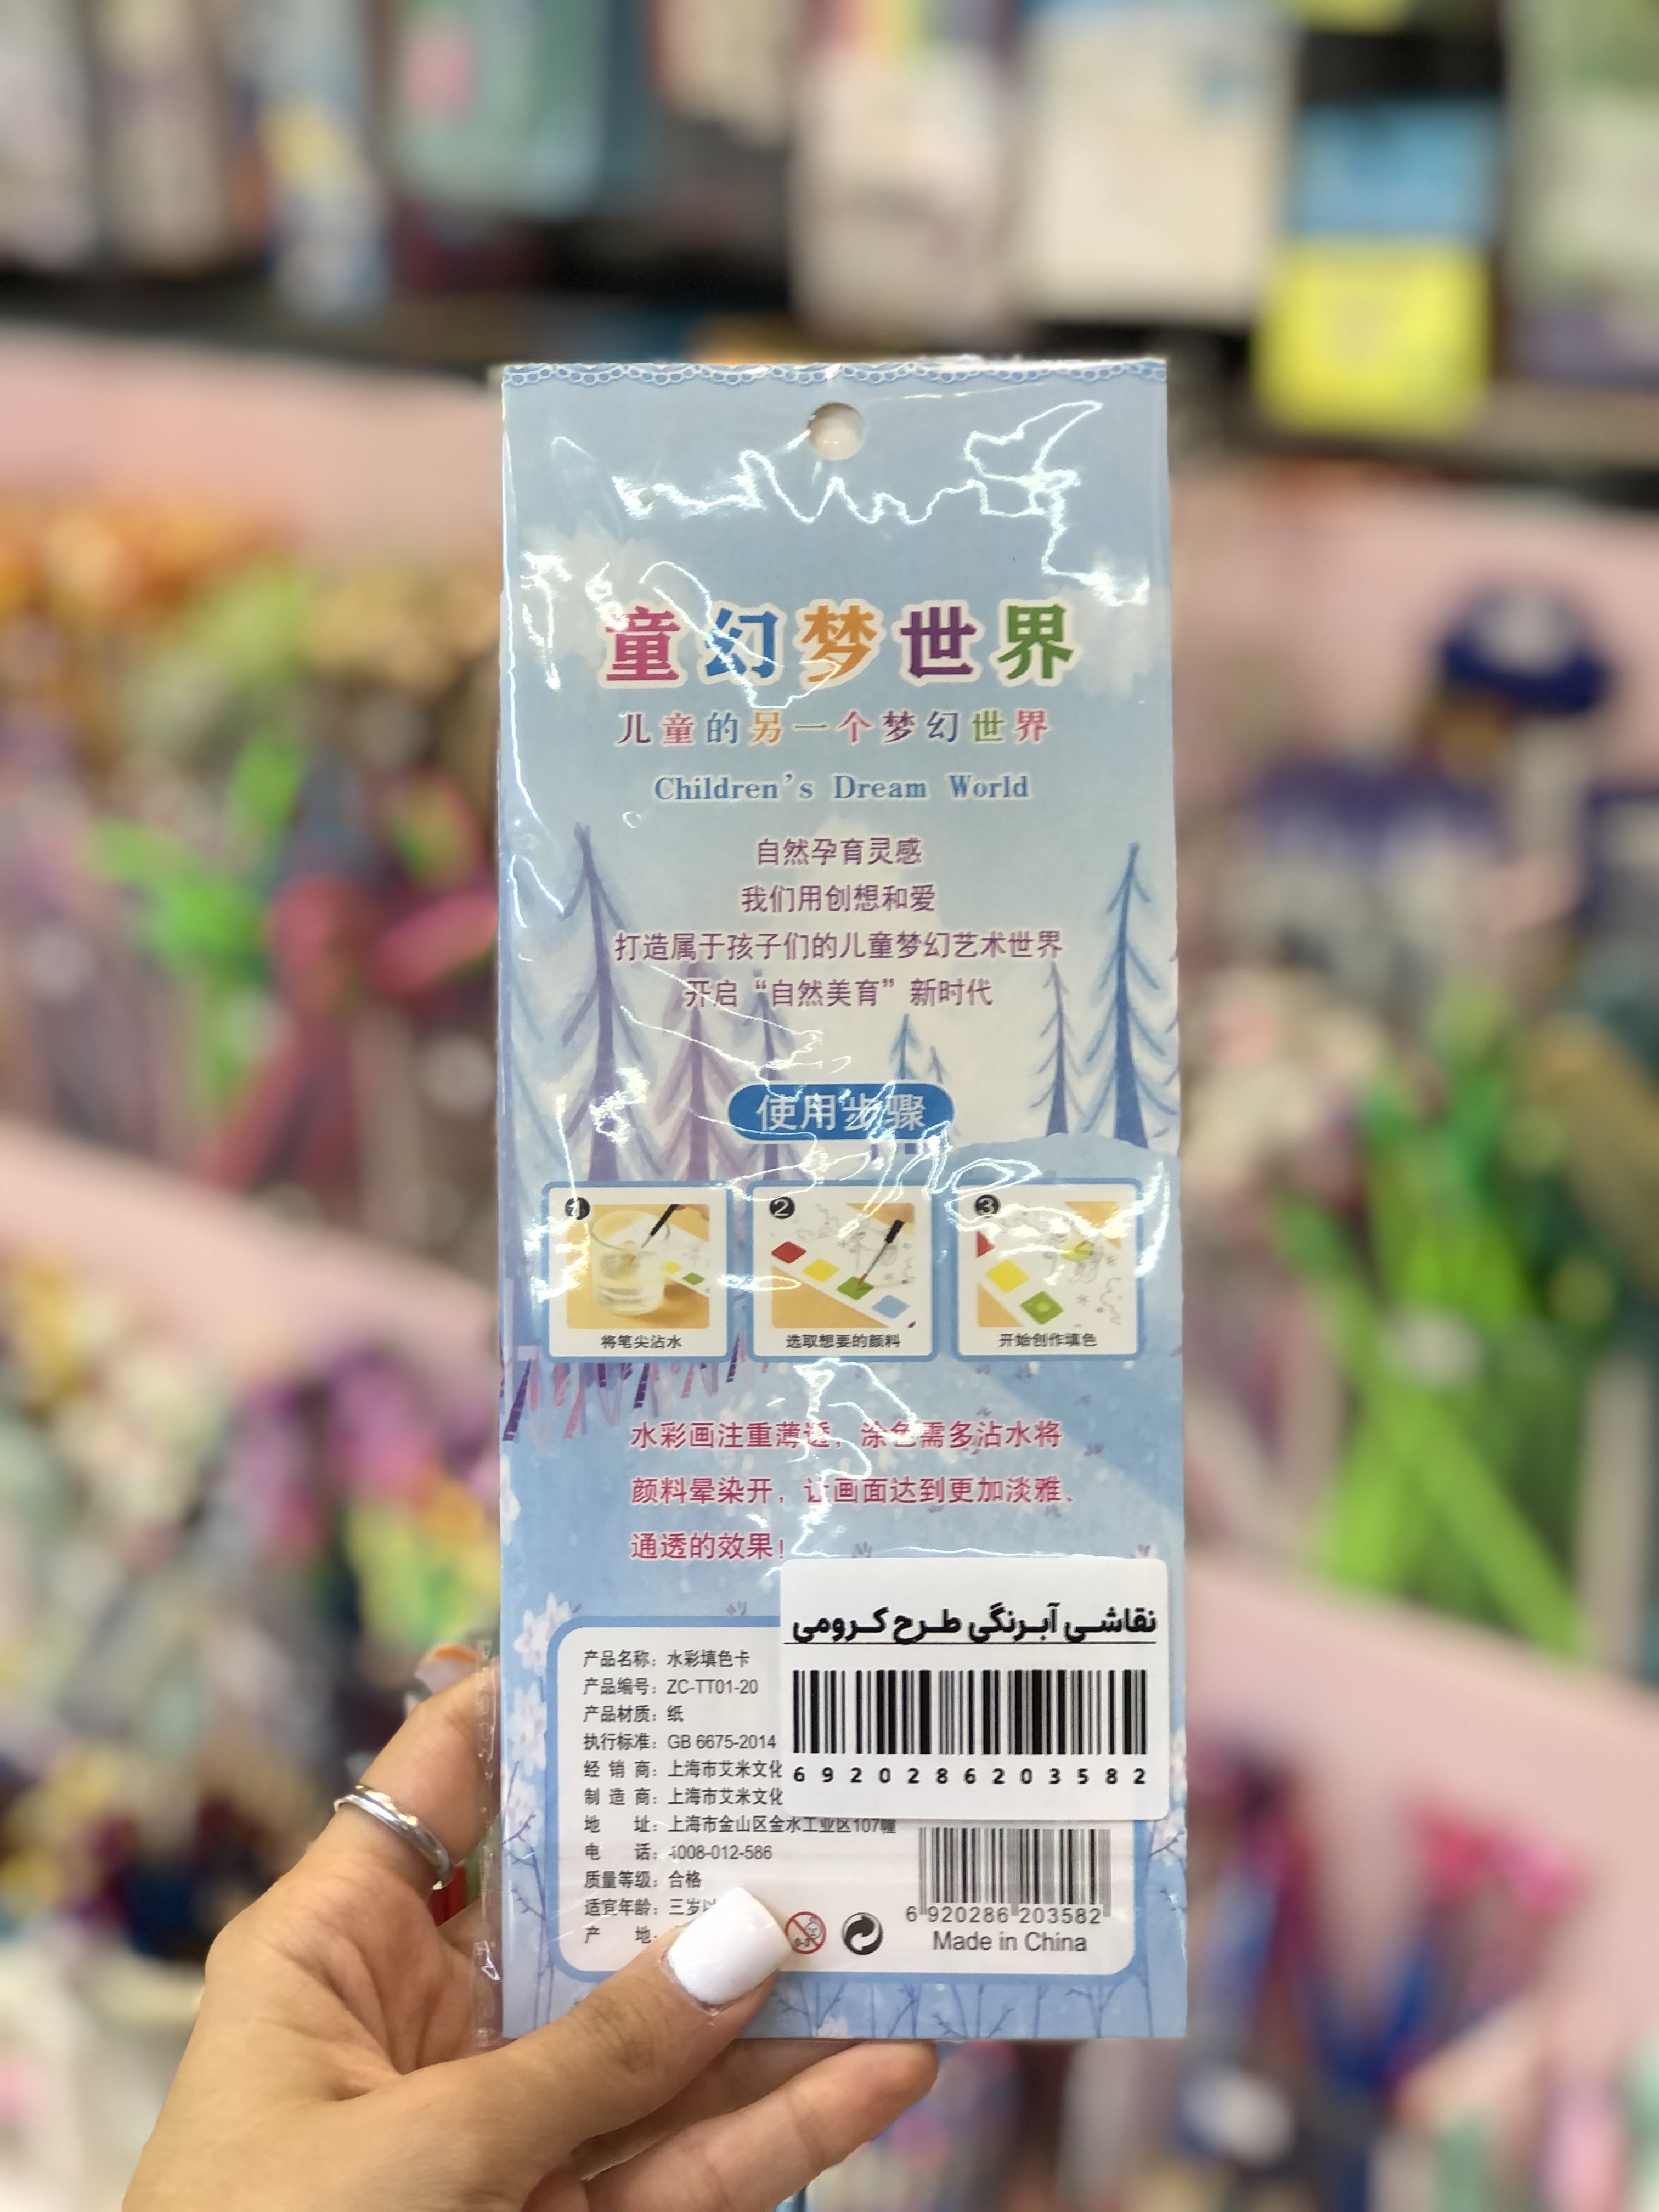 童幻梦世界
儿童的另一个梦幻世界
Children's Dream World
自然孕育灵感
我们用创想和爱
打造属于孩子们的儿童梦幻艺术世界
开启“自然美育”新时代
使用步骤
1
2
3
将笔尖沾水
选取想要的颜料
开始创作填色
水彩画注重薄透，涂色需多沾水将
颜料晕染开，让画面达到更加淡雅、
通透的效果！
نقاشی آبرنگی طرح کرومی
6920286203582
产品名称：水彩填色卡
产品编号：ZC-TT01-20
产品材质：纸
执行标准：GB 6675-2014
经销商：上海市艾米文化
制造商：上海市艾米文化
地址：上海市金山区金水工业区107幢
电话：4008-012-586
质量等级：合格
适宜年龄：三岁以
产地：
0-3
6 920286 203582
Made in China